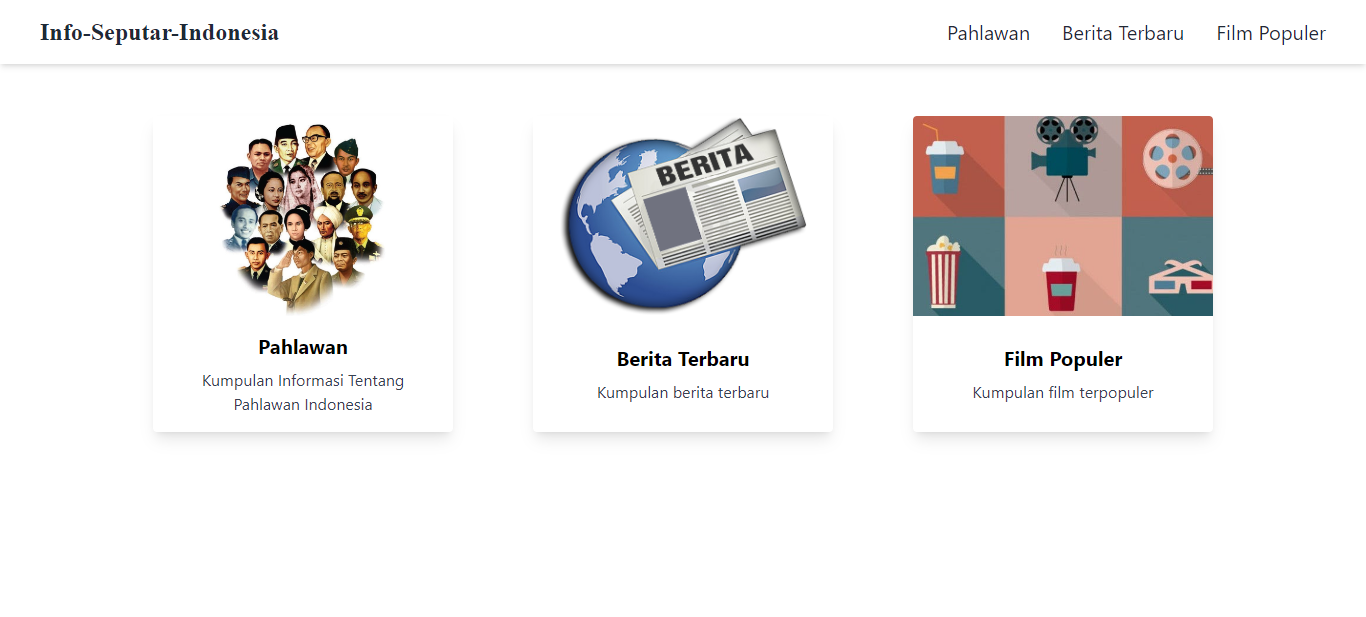 Info-Seputar-Indonesia
Pahlawan Berita Terbaru Film Populer
BERITA
Pahlawan
Kumpulan Informasi Tentang
Pahlawan Indonesia
Berita Terbaru
Kumpulan berita terbaru
Film Populer
Kumpulan film terpopuler